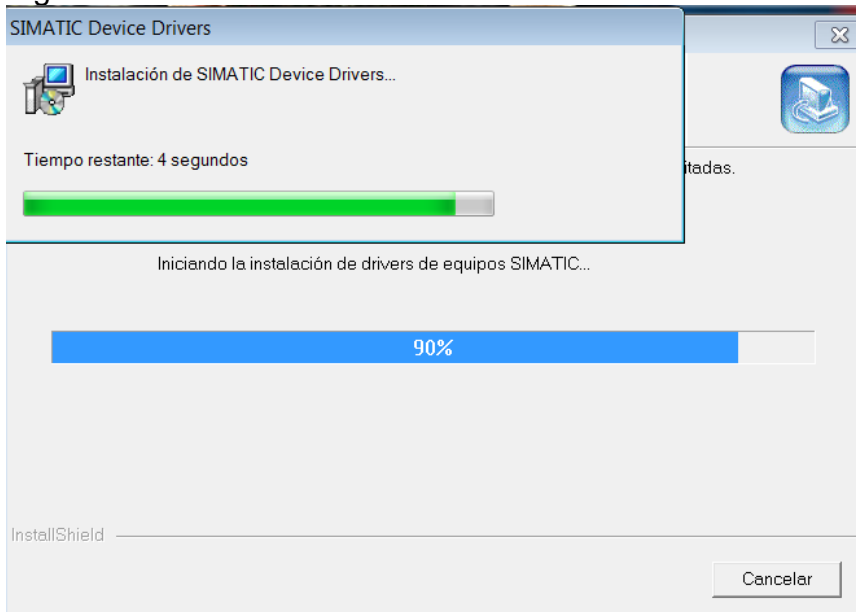 SIMATIC Device Drivers
Instalación de SIMATIC Device Drivers...
Tiempo restante: 4 segundos
itadas.
Iniciando la instalación de drivers de equipos SIMATIC...
90%
InstallShield
Cancelar